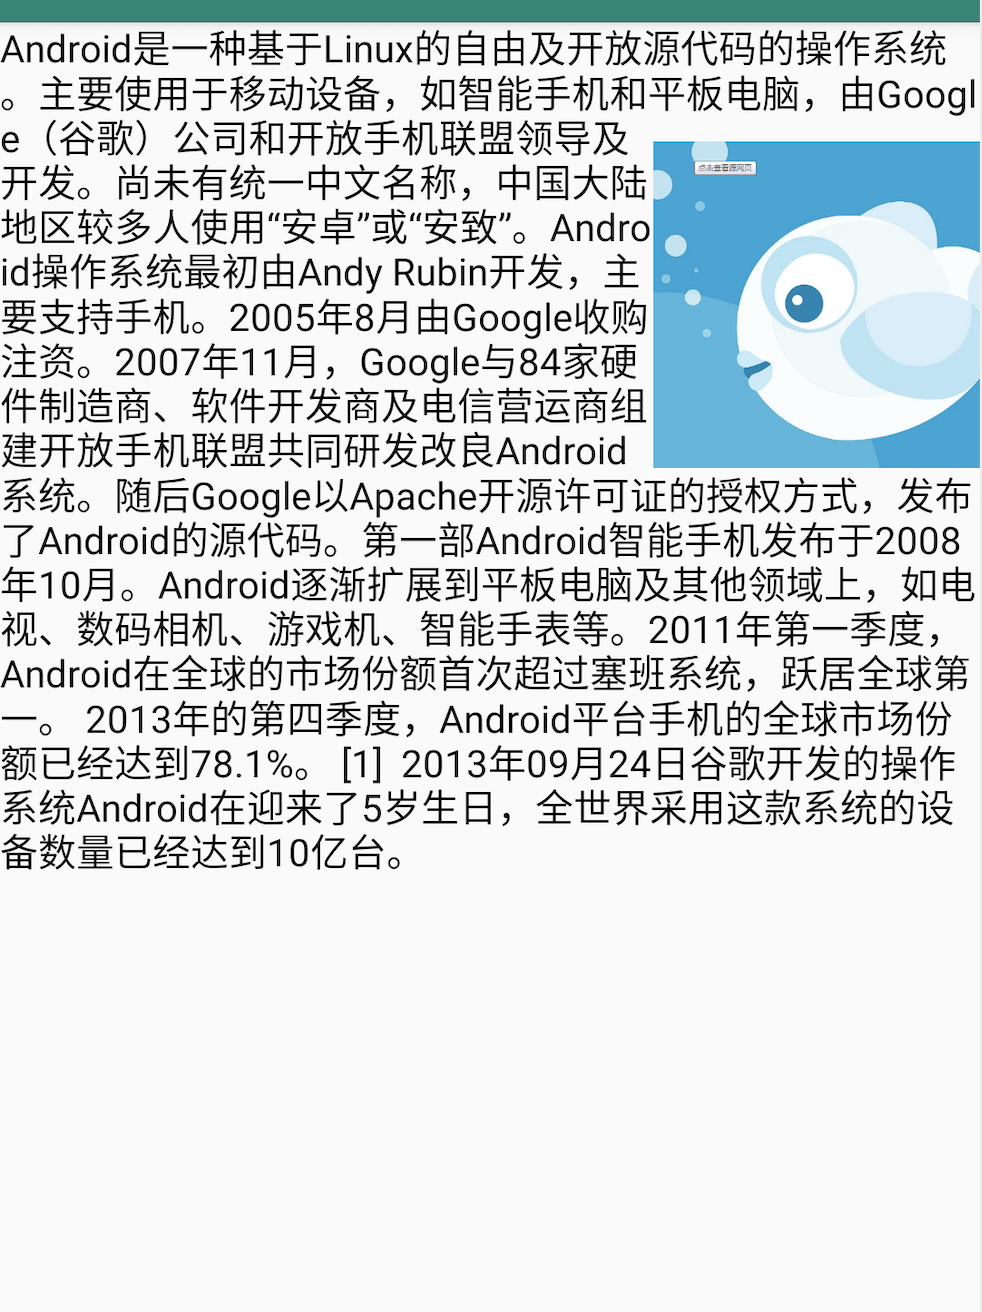 Android是一种基于Linux的自由及开放源代码的操作系统
。主要使用于移动设备，如智能手机和平板电脑，由Googl
e（谷歌）公司和开放手机联盟领导及
开发。尚未有统一中文名称，中国大陆
地区较多人使用“安卓”或“安致”。Andro
id操作系统最初由Andy Rubin开发，主
要支持手机。2005年8月由Google收购
注资。2007年11月，Google与84家硬
件制造商、软件开发商及电信营运商组
建开放手机联盟共同研发改良Android
系统。随后Google以Apache开源许可证的授权方式，发布
了Android的源代码。第一部Android智能手机发布于2008
年10月。Android逐渐扩展到平板电脑及其他领域上，如电
视、数码相机、游戏机、智能手表等。2011年第一季度，
Android在全球的市场份额首次超过塞班系统，跃居全球第
一。 2013年的第四季度，Android平台手机的全球市场份
额已经达到78.1%。 [1]  2013年09月24日谷歌开发的操作
系统Android在迎来了5岁生日，全世界采用这款系统的设
备数量已经达到10亿台。
点击查看源网页